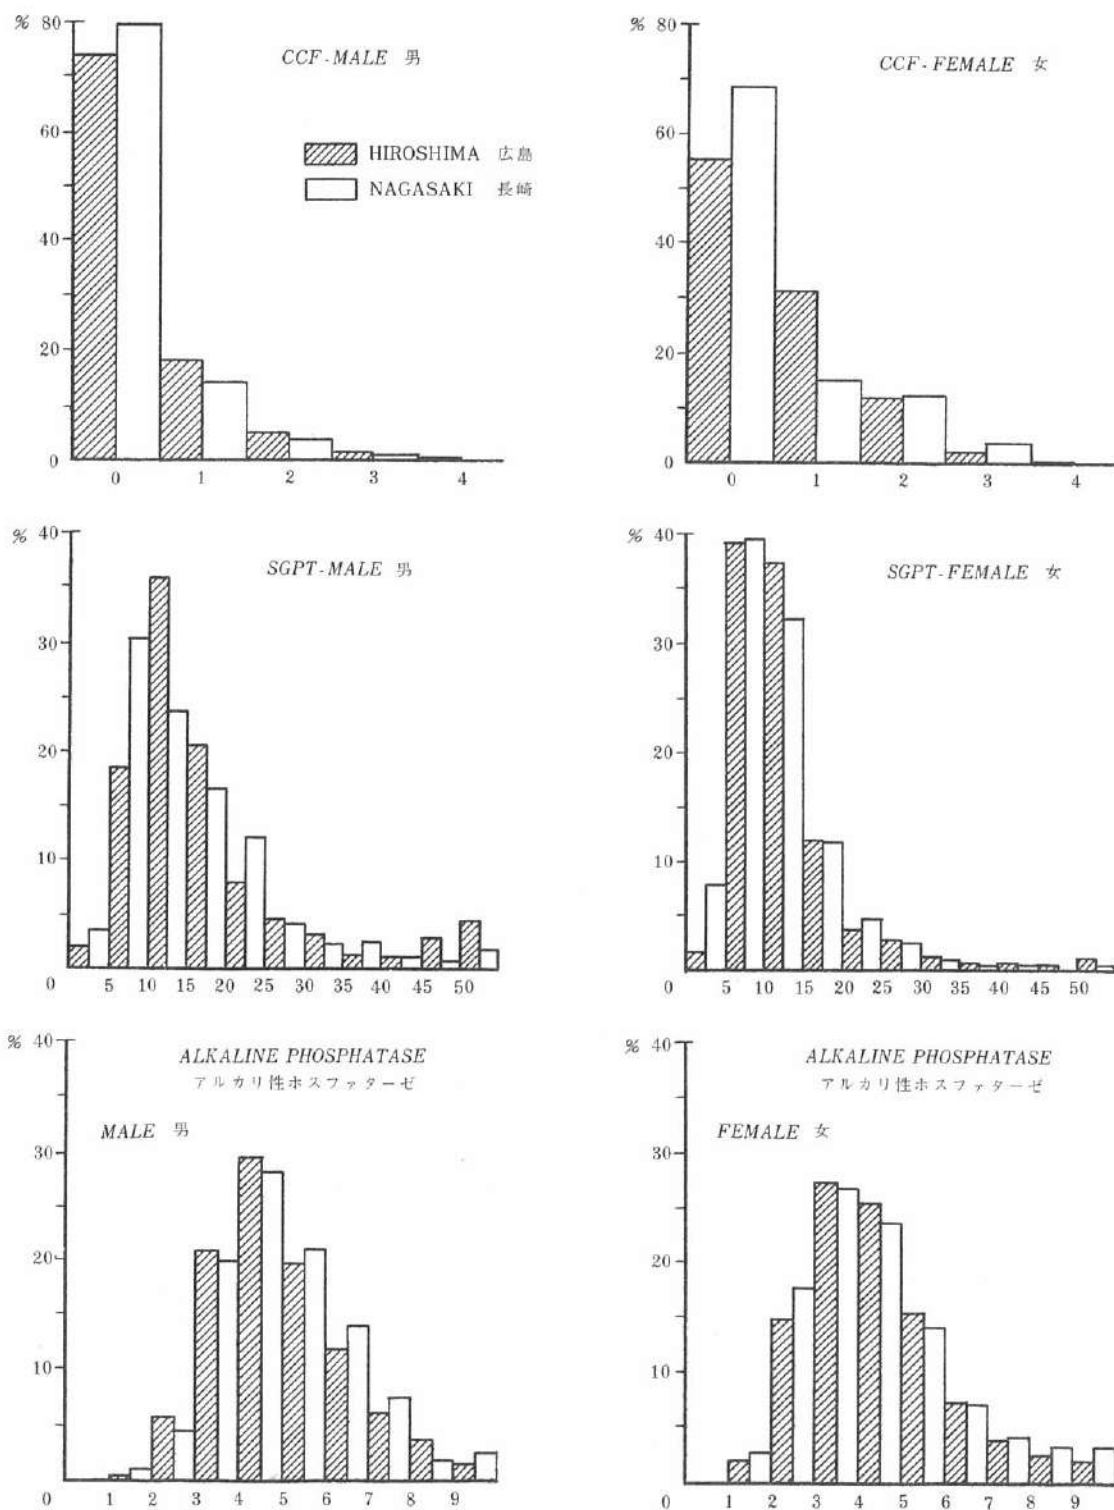 % 80
60
40
20
0
0 1 2 3 4
CCF-MALE 男
HIROSHIMA 広島
NAGASAKI 長崎
% 80
60
40
20
0
0 1 2 3 4
CCF-FEMALE 女
% 40
30
20
10
0 5 10 15 20 25 30 35 40 45 50
SGPT-MALE 男
% 40
30
20
10
0 5 10 15 20 25 30 35 40 45 50
SGPT-FEMALE 女
% 40
30
20
10
0 1 2 3 4 5 6 7 8 9
ALKALINE PHOSPHATASE
アルカリ性ホスファターゼ
MALE 男
% 40
30
20
10
0 1 2 3 4 5 6 7 8 9
ALKALINE PHOSPHATASE
アルカリ性ホスファターゼ
FEMALE 女